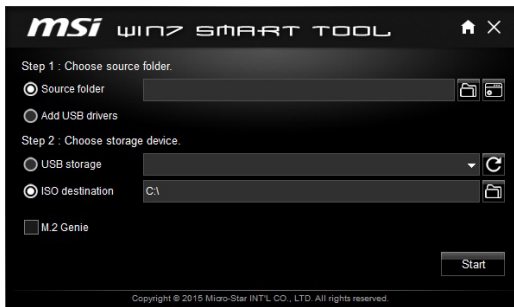 msi WIN7 SMART TOOL
Step 1 : Choose source folder.
Source folder
Add USB drivers
Step 2 : Choose storage device.
USB storage
ISO destination C:\
M.2 Genie
Start
Copyright © 2015 Micro-Star INT'L CO., LTD. All rights reserved.